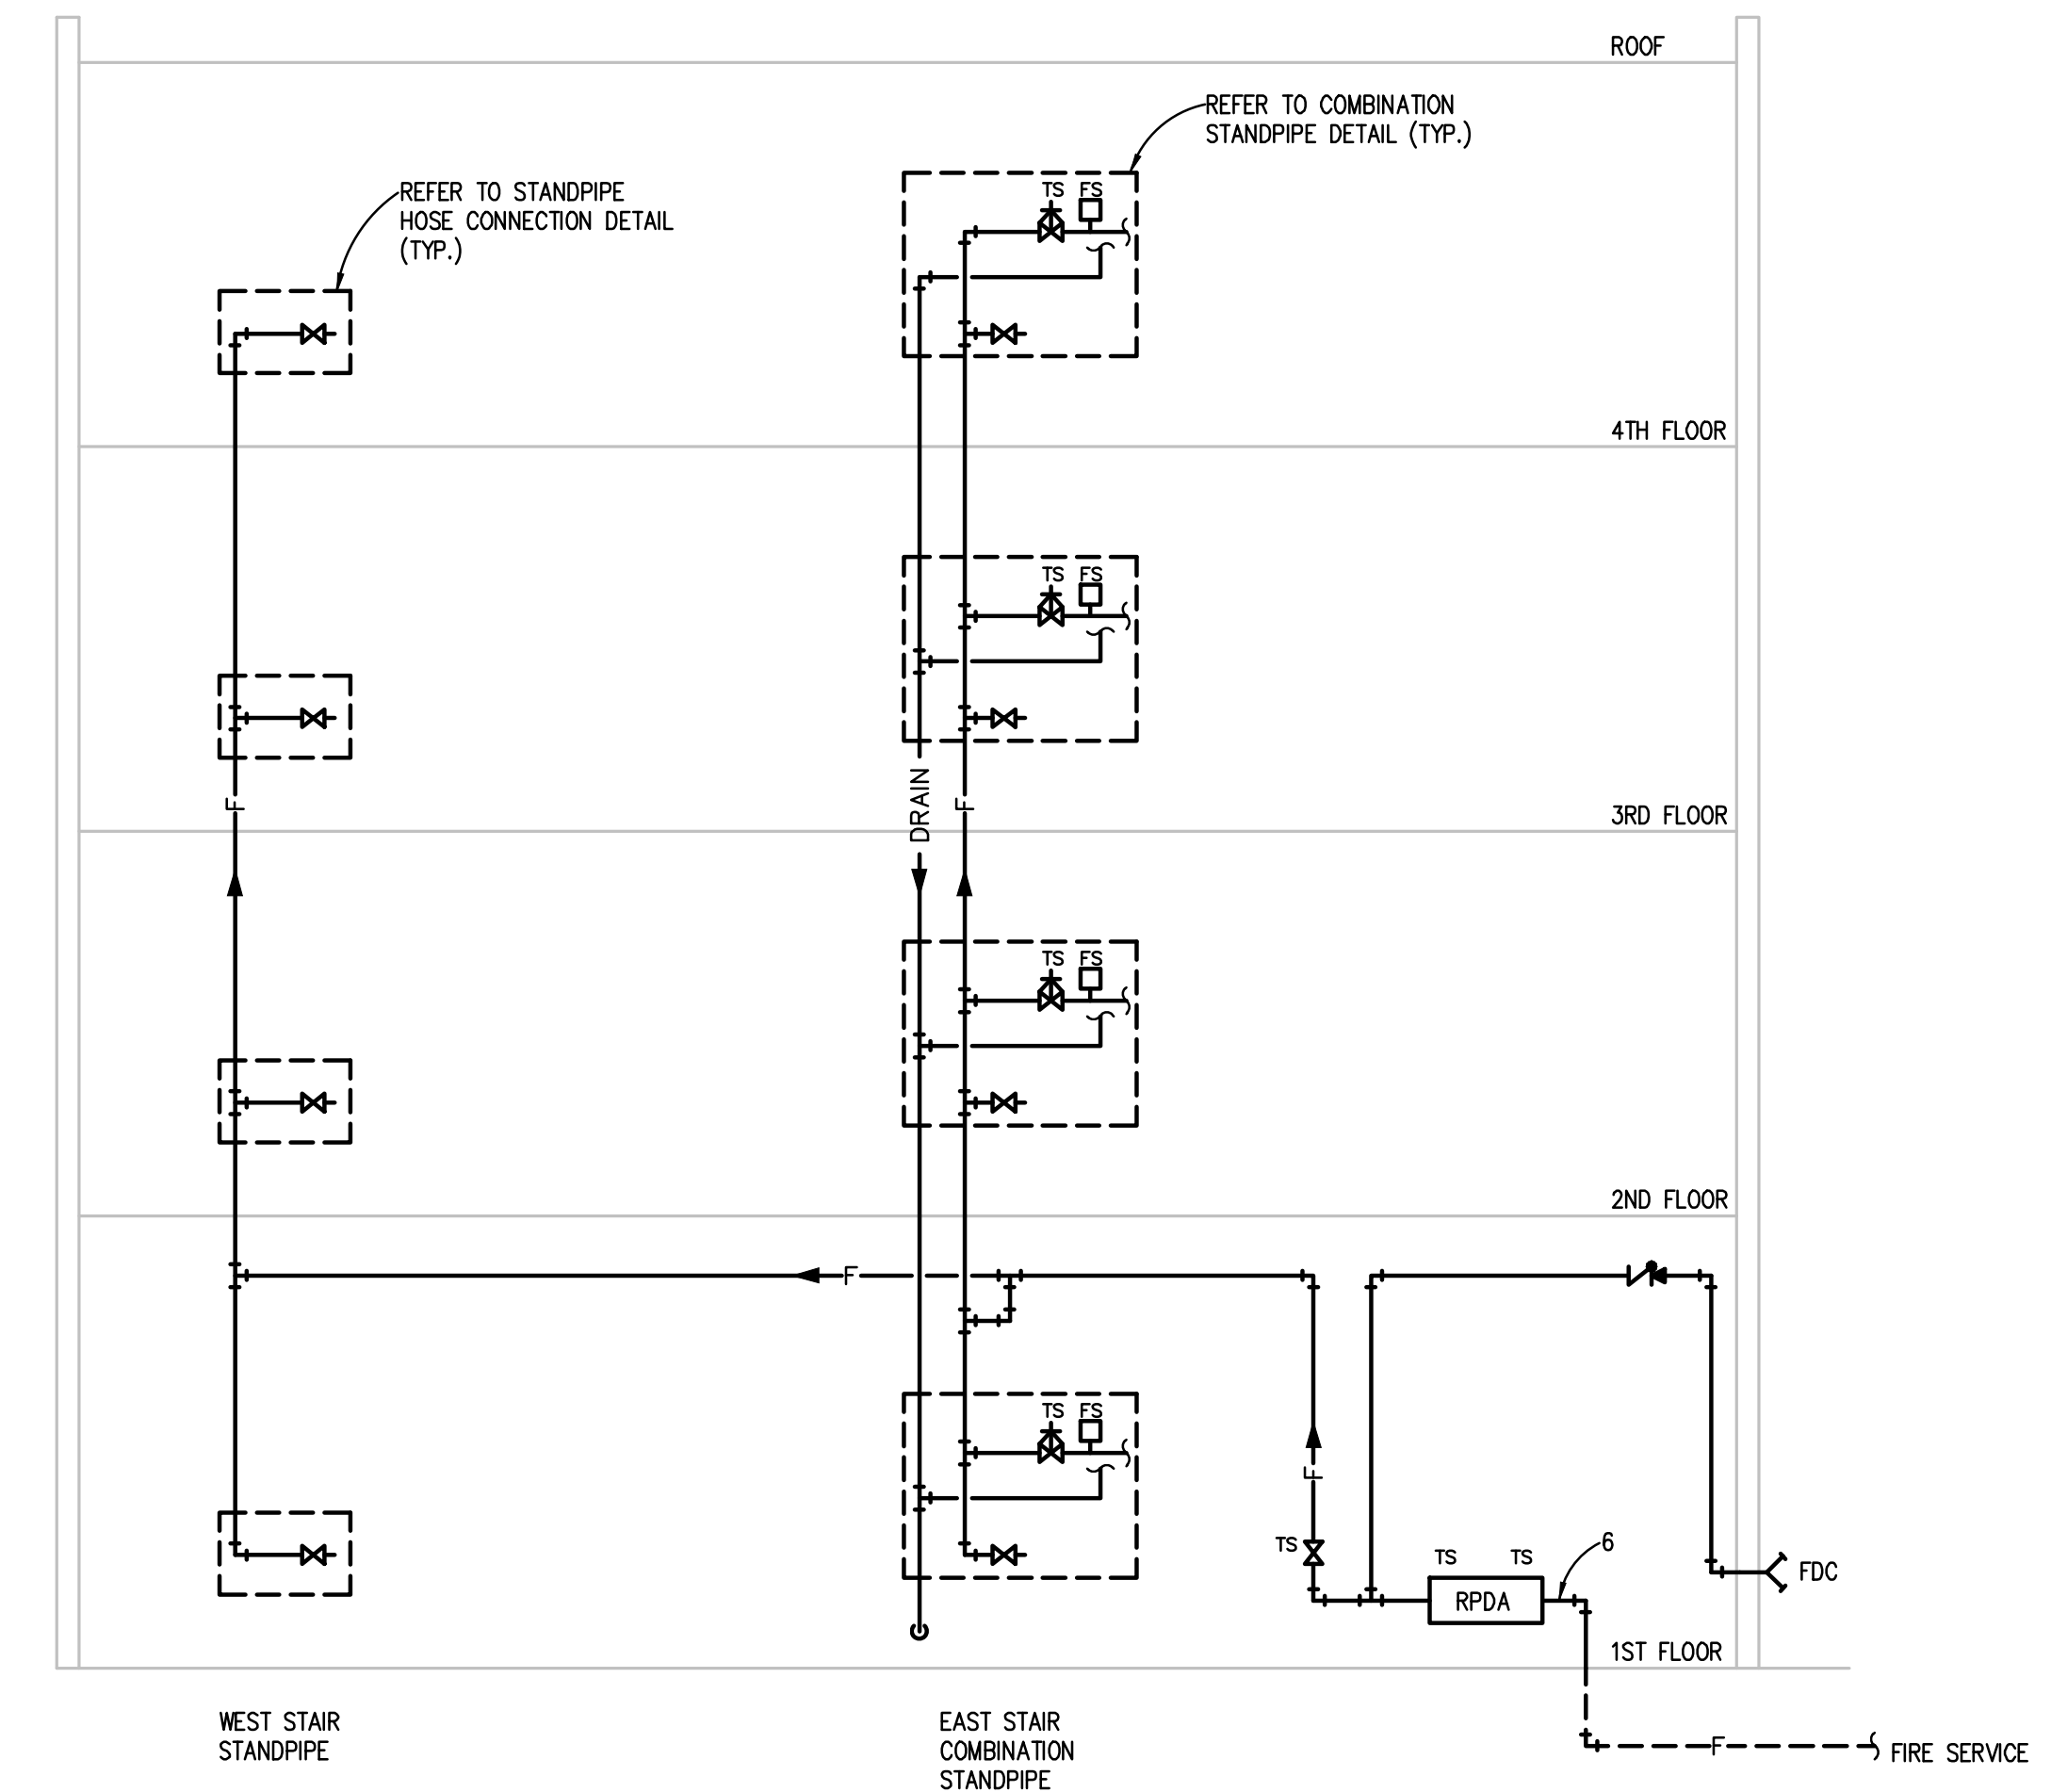 ROOF
REFER TO COMBINATION
STANDPIPE DETAIL (TYP.)
REFER TO STANDPIPE
HOSE CONNECTION DETAIL
(TYP.)
TS FS
4TH FLOOR
TS FS
DRAIN
F
F
3RD FLOOR
TS FS
2ND FLOOR
F
TS FS
F
TS
TS TS
6
RPDA
FDC
1ST FLOOR
WEST STAIR
STANDPIPE
EAST STAIR
COMBINATION
STANDPIPE
F
FIRE SERVICE